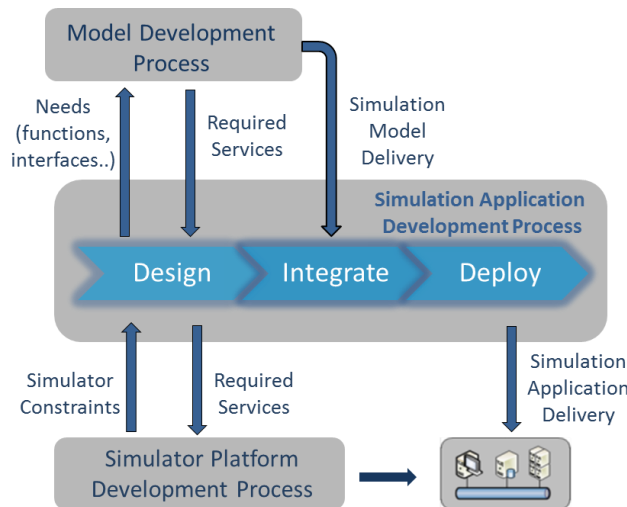 Model Development
Process
Needs
(functions,
interfaces..)
Required
Services
Simulation
Model
Delivery
Simulation Application
Development Process
Design
Integrate
Deploy
Simulator
Constraints
Required
Services
Simulation
Application
Delivery
Simulator Platform
Development Process